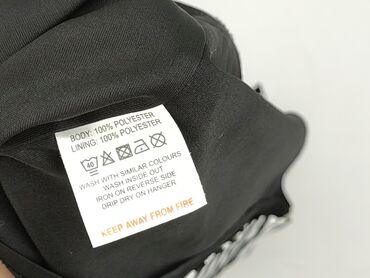 BODY: 100% POLYESTER
LINING: 100% POLYESTER
40
WASH WITH SIMILAR COLOURS
WASH INSIDE OUT
IRON ON REVERSE SIDE
DRIP DRY ON HANGER
KEEP AWAY FROM FIRE